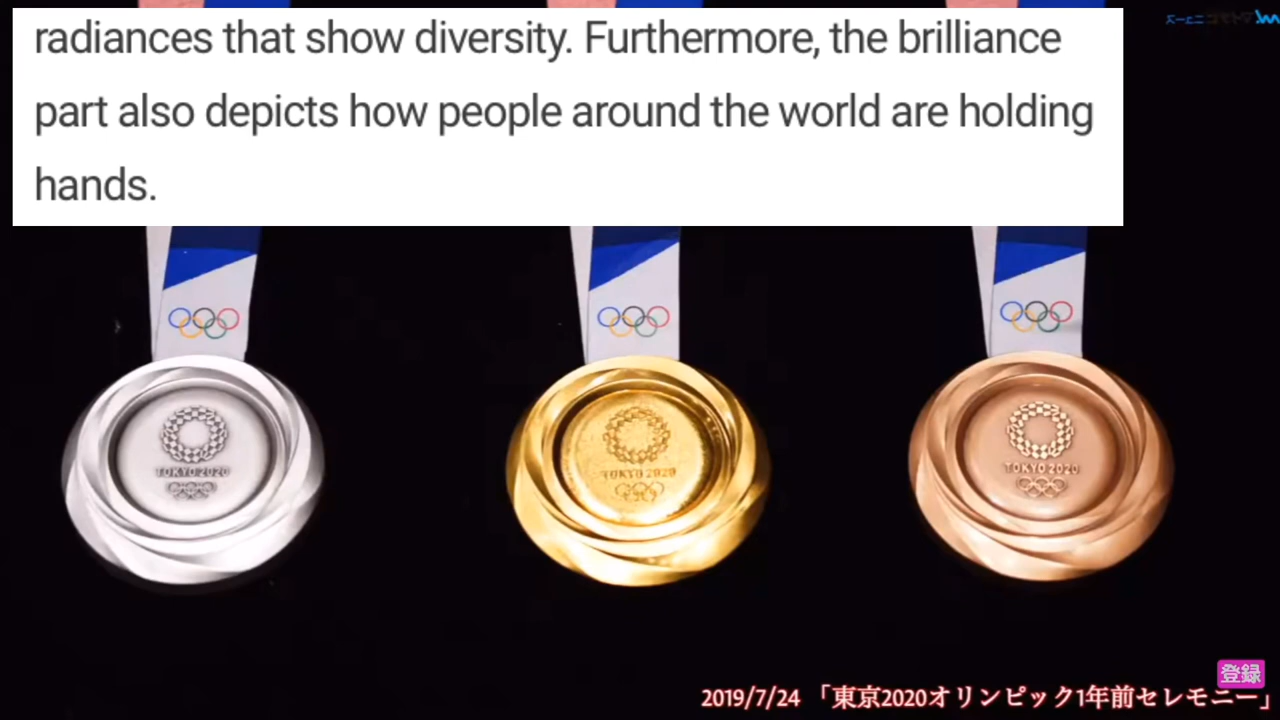 radiances that show diversity. Furthermore, the brilliance
part also depicts how people around the world are holding
hands.
TOKYO 2020
TOKYO 2020
TOKYO 2020
登録
2019/7/24 「東京2020オリンピック1年前セレモニー」